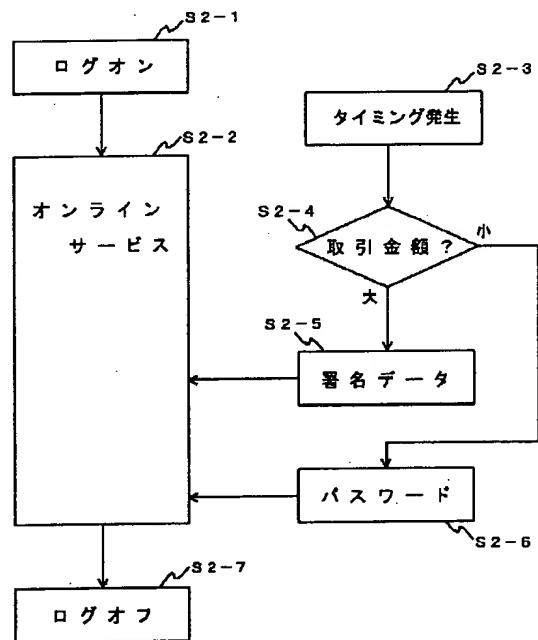 S2-1
ログオン
S2-2
オンライン
サービス
S2-3
タイミング発生
S2-4
取引金額?
小
大
S2-5
署名データ
パスワード
S2-6
S2-7
ログオフ